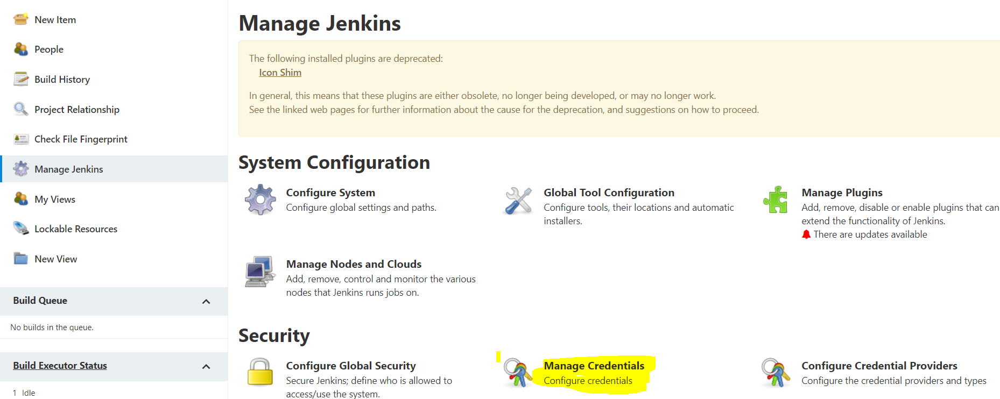 New Item
People
Build History
Project Relationship
Check File Fingerprint
Manage Jenkins
My Views
Lockable Resources
New View
Build Queue
No builds in the queue.
Build Executor Status
1 Idle
Manage Jenkins
The following installed plugins are deprecated:
Icon Shim
In general, this means that these plugins are either obsolete, no longer being developed, or may no longer work.
See the linked web pages for further information about the cause for the deprecation, and suggestions on how to proceed.
System Configuration
Configure System
Configure global settings and paths.
Global Tool Configuration
Configure tools, their locations and automatic
installers.
Manage Plugins
Add, remove, disable or enable plugins that can
extend the functionality of Jenkins.
There are updates available
Manage Nodes and Clouds
Add, remove, control and monitor the various
nodes that Jenkins runs jobs on.
Security
Configure Global Security
Secure Jenkins; define who is allowed to
access/use the system.
Manage Credentials
Configure credentials
Configure Credential Providers
Configure the credential providers and types